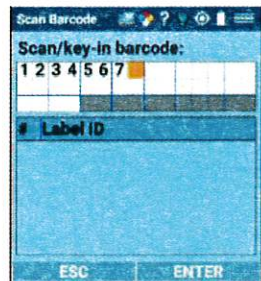 Scan Barcode ?
Scan/key-in barcode:
1 2 3 4 5 6 7
# Label ID
ESC ENTER